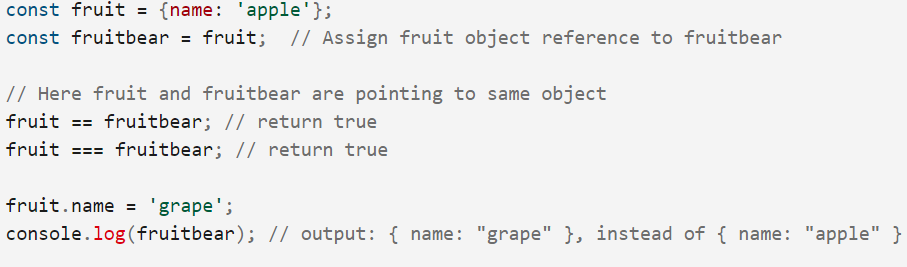 const fruit = {name: 'apple'};
const fruitbear = fruit;  // Assign fruit object reference to fruitbear
// Here fruit and fruitbear are pointing to same object
fruit == fruitbear; // return true
fruit === fruitbear; // return true
fruit.name = 'grape';
console.log(fruitbear); // output: { name: "grape" }, instead of { name: "apple" }